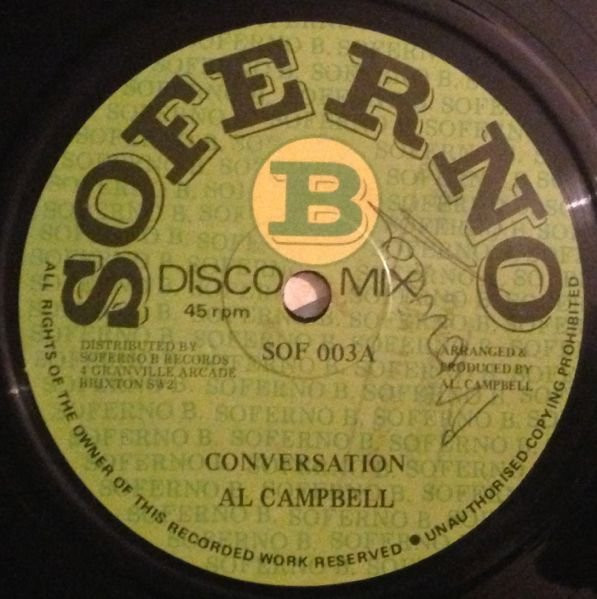 SOFERNO
B
DISCO MIX
45 rpm
SOF 003A
DISTRIBUTED BY
SOFERNO B RECORDS
4 GRANVILLE ARCADE
BRIXTON SW2
ARRANGED &
PRODUCED BY
AL. CAMPBELL
CONVERSATION
AL CAMPBELL
ALL RIGHTS OF THE OWNER OF THIS RECORDED WORK RESERVED ● UNAUTHORISED COPYING PROHIBITED